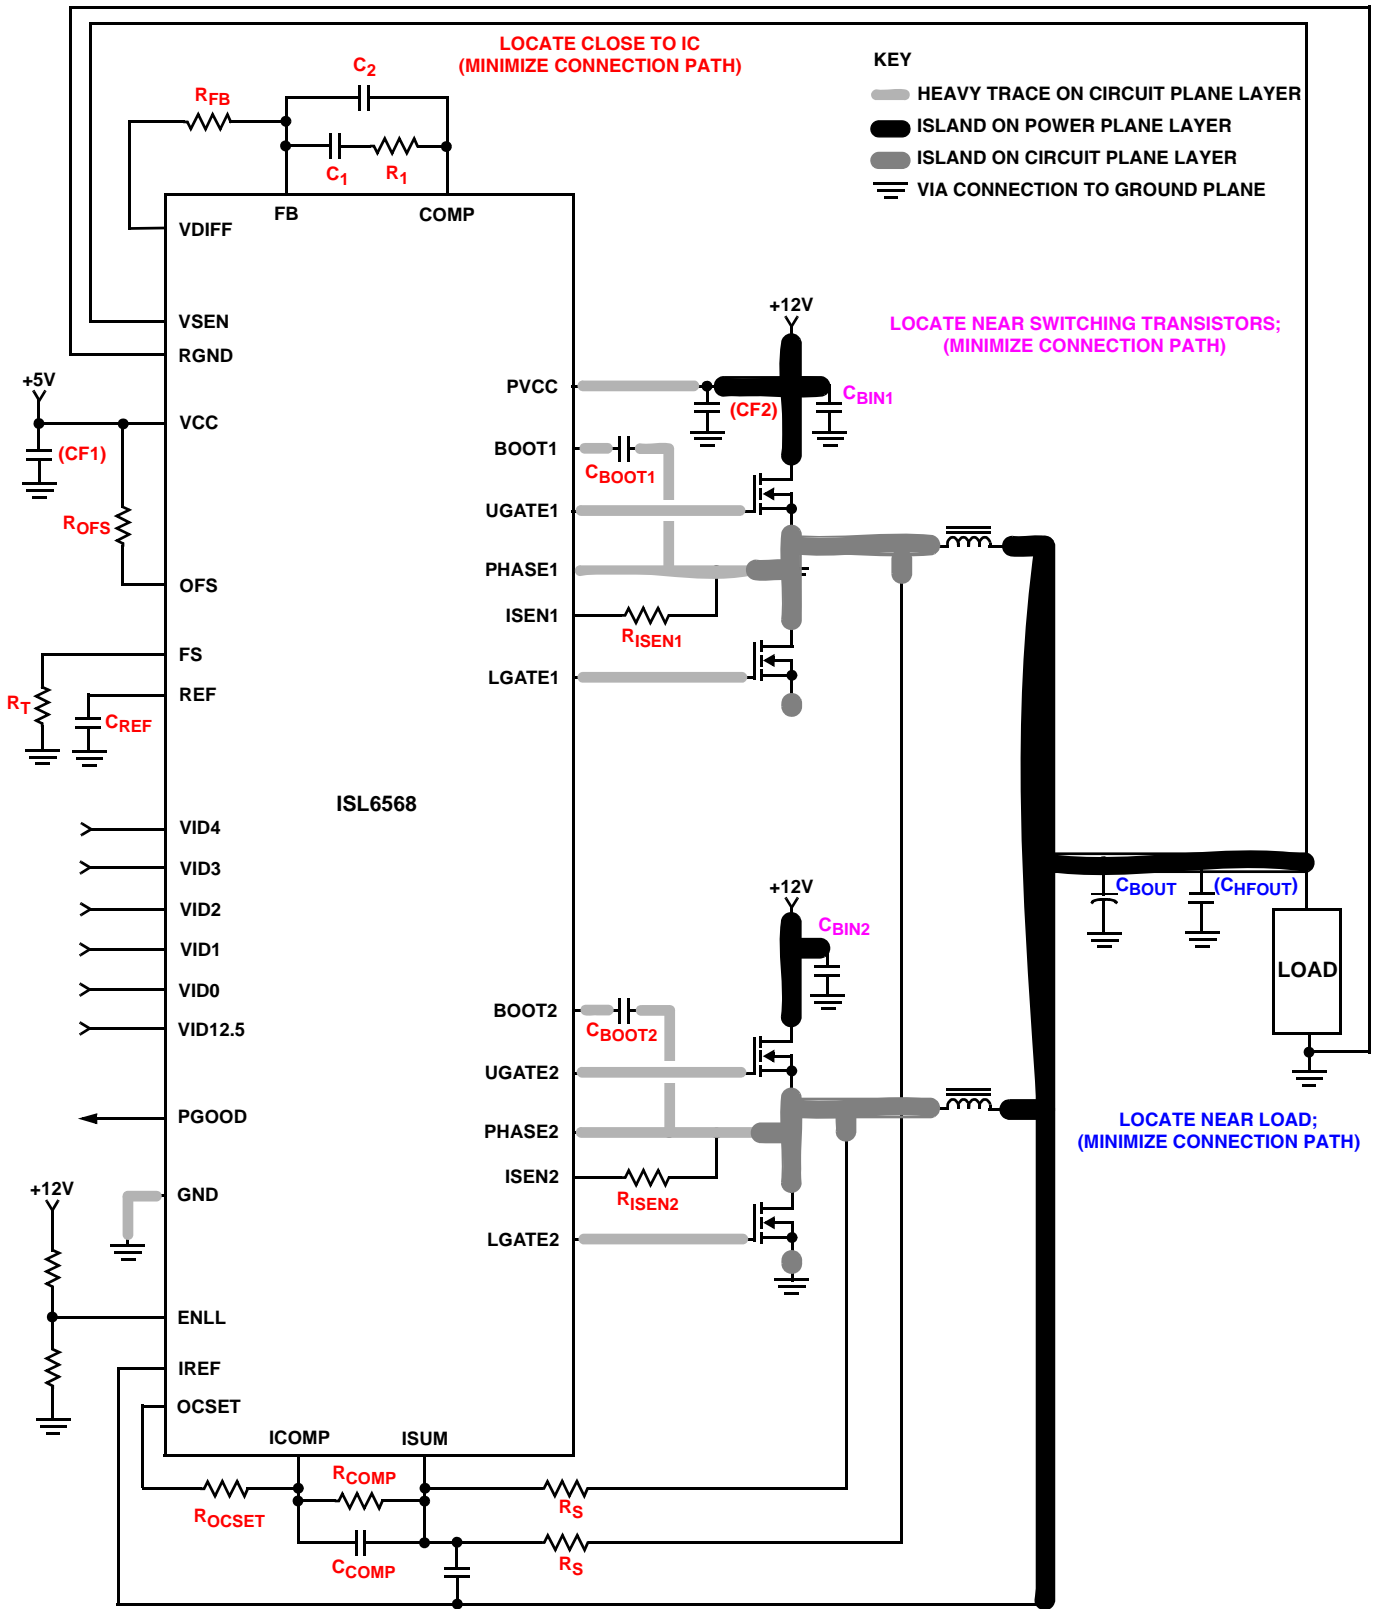 LOCATE CLOSE TO IC
(MINIMIZE CONNECTION PATH)
KEY
HEAVY TRACE ON CIRCUIT PLANE LAYER
ISLAND ON POWER PLANE LAYER
ISLAND ON CIRCUIT PLANE LAYER
VIA CONNECTION TO GROUND PLANE
C2
RFB
C1
R1
FB
COMP
VDIFF
VSEN
RGND
+5V
VCC
(CF1)
ROFS
OFS
FS
REF
RT
CREF
ISL6568
VID4
VID3
VID2
VID1
VID0
VID12.5
PGOOD
+12V
GND
ENLL
IREF
OCSET
ICOMP
ISUM
ROCSET
RCOMP
CCOMP
RS
RS
+12V
LOCATE NEAR SWITCHING TRANSISTORS;
(MINIMIZE CONNECTION PATH)
PVCC
(CF2)
CBIN1
BOOT1
CBOOT1
UGATE1
PHASE1
ISEN1
RISEN1
LGATE1
+12V
CBIN2
BOOT2
CBOOT2
UGATE2
PHASE2
ISEN2
RISEN2
LGATE2
CBOUT
(CHFOUT)
LOAD
LOCATE NEAR LOAD;
(MINIMIZE CONNECTION PATH)